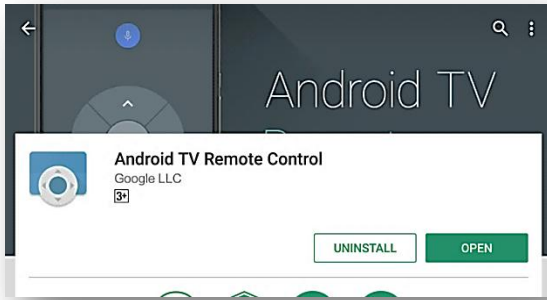 Android TV
Android TV Remote Control
Google LLC
3+
UNINSTALL
OPEN